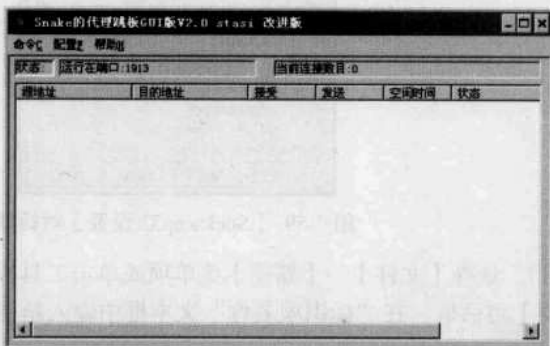 Snake的代理跳板GUI版V2.0 stasi 改进版
命令C 配置Z 帮助H
状态: 运行在端口:1913 当前连接数目:0
源地址 目的地址 接受 发送 空闲时间 状态